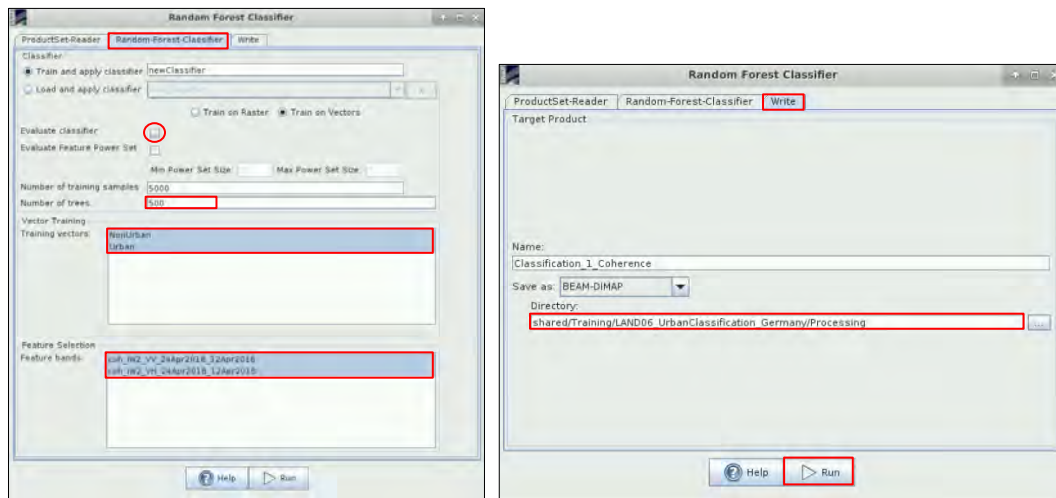 Random Forest Classifier
ProductSet-Reader Random-Forest-Classifier Write
Classifier
Train and apply classifier newClassifier
Load and apply classifier
Train on Raster Train on Vectors
Evaluate classifier
Evaluate Feature Power Set
Min Power Set Size: Max Power Set Size:
Number of training samples: 5000
Number of trees: 500
Vector Training
Training vectors: NonUrban
Urban
Feature Selection
Feature bands: coh_IW2_VV_24Apr2018_12Apr2018
coh_IW2_VH_24Apr2018_12Apr2018
Help Run
Random Forest Classifier
ProductSet-Reader Random-Forest-Classifier Write
Target Product
Name:
Classification_1_Coherence
Save as: BEAM-DIMAP
Directory:
shared/Training/LAND06_UrbanClassification_Germany/Processing
...
Help Run